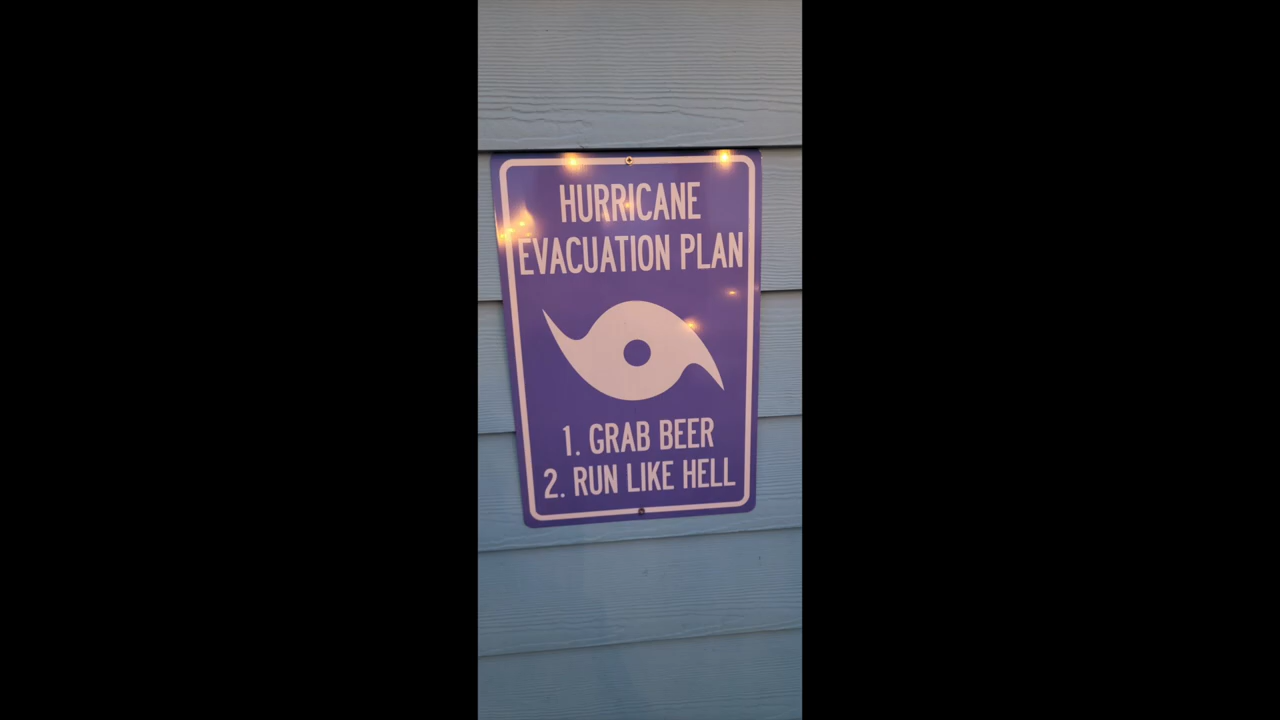 HURRICANE
EVACUATION PLAN
1. GRAB BEER
2. RUN LIKE HELL